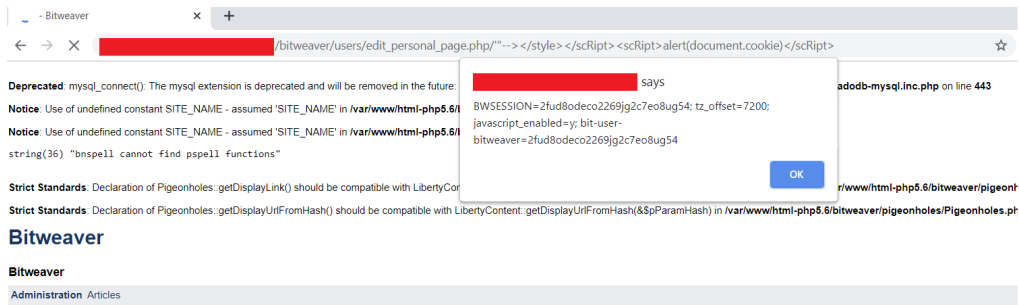 - Bitweaver
/bitweaver/users/edit_personal_page.php/'"--></style></scRipt><scRipt>alert(document.cookie)</scRipt>
Deprecated: mysql_connect(): The mysql extension is deprecated and will be removed in the future: adodb-mysql.inc.php on line 443
Notice: Use of undefined constant SITE_NAME - assumed 'SITE_NAME' in /var/www/html-php5.6/
Notice: Use of undefined constant SITE_NAME - assumed 'SITE_NAME' in /var/www/html-php5.6/
string(36) "bnspell cannot find pspell functions"
says
BWSESSION=2fud8odeco2269jg2c7eo8ug54; tz_offset=7200;
javascript_enabled=y; bit-user-
bitweaver=2fud8odeco2269jg2c7eo8ug54
OK
Strict Standards: Declaration of Pigeonholes::getDisplayLink() should be compatible with LibertyCon r/www/html-php5.6/bitweaver/pigeonh
Strict Standards: Declaration of Pigeonholes::getDisplayUrlFromHash() should be compatible with LibertyContent::getDisplayUrlFromHash(&$pParamHash) in /var/www/html-php5.6/bitweaver/pigeonholes/Pigeonholes.ph
Bitweaver
Bitweaver
Administration Articles